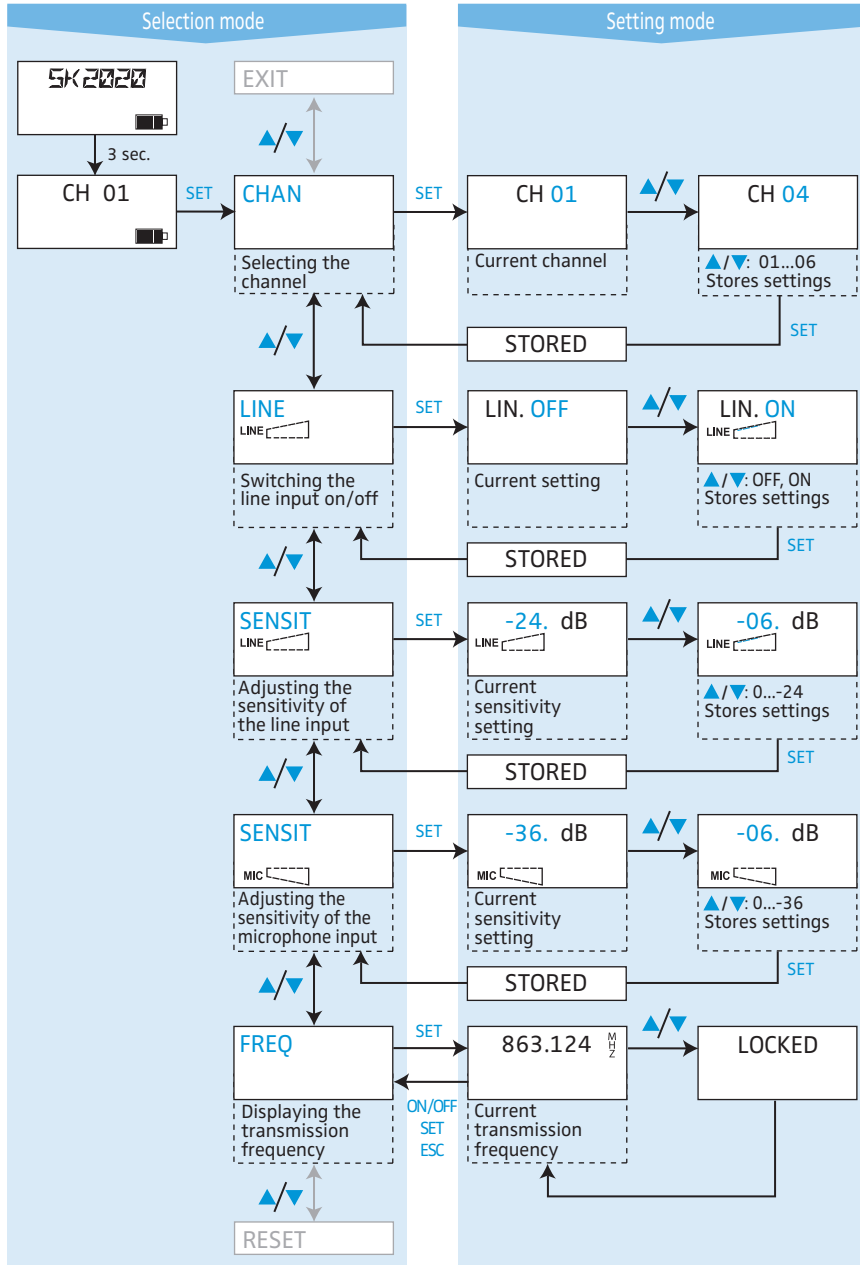 Selection mode
Setting mode
SK2020
EXIT
▲/▼
3 sec.
CH 01
SET
CHAN
SET
CH 01
▲/▼
CH 04
Selecting the
channel
Current channel
▲/▼: 01...06
Stores settings
▲/▼
STORED
SET
LINE
LINE
SET
LIN. OFF
▲/▼
LIN. ON
LINE
Switching the
line input on/off
Current setting
▲/▼: OFF, ON
Stores settings
▲/▼
STORED
SET
SENSIT
LINE
SET
-24. dB
LINE
▲/▼
-06. dB
LINE
Adjusting the
sensitivity of
the line input
Current
sensitivity
setting
▲/▼: 0...-24
Stores settings
▲/▼
STORED
SET
SENSIT
MIC
SET
-36. dB
MIC
▲/▼
-06. dB
MIC
Adjusting the
sensitivity of the
microphone input
Current
sensitivity
setting
▲/▼: 0...-36
Stores settings
▲/▼
STORED
SET
FREQ
SET
863.124 MHZ
▲/▼
LOCKED
ON/OFF
SET
ESC
Displaying the
transmission
frequency
Current
transmission
frequency
▲/▼
RESET